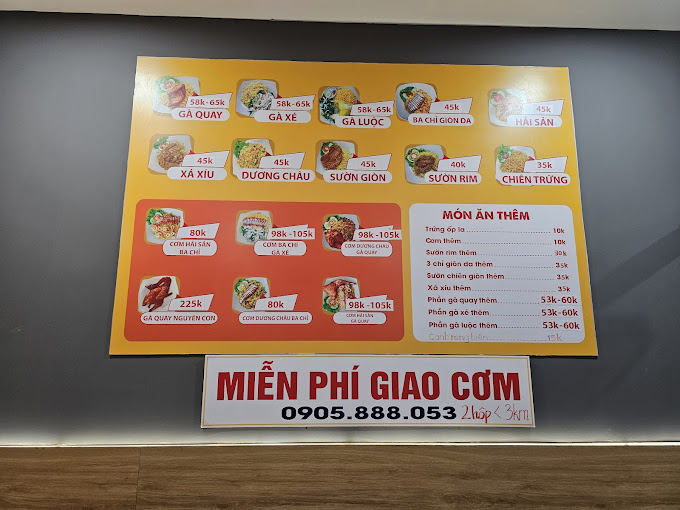 58k-65k
GÀ QUAY
58k-65k
GÀ XÉ
58k-65k
GÀ LUỘC
45k
BA CHỈ GIÒN DA
45k
HẢI SẢN
45k
XÁ XÍU
45k
DƯƠNG CHÂU
45k
SƯỜN GIÒN
40k
SƯỜN RIM
35k
CHIÊN TRỨNG
80k
CƠM HẢI SẢN
BA CHỈ
98k-105k
CƠM BA CHỈ
GÀ XÉ
98k-105k
CƠM DƯƠNG CHÂU
GÀ QUAY
225k
GÀ QUAY NGUYÊN CON
80k
CƠM DƯƠNG CHÂU BA CHỈ
98k-105k
CƠM HẢI SẢN
GÀ QUAY
MÓN ĂN THÊM
Trứng ốp la 10k
Cơm thêm 10k
Sườn rim thêm 30k
3 chỉ giòn da thêm 35k
Sườn chiên giòn thêm 35k
Xá xíu thêm 35k
Phần gà quay thêm 53k-60k
Phần gà xé thêm 53k-60k
Phần gà luộc thêm 53k-60k
Canh rong biển 15k
MIỄN PHÍ GIAO CƠM
0905.888.053 2 hộp < 3km